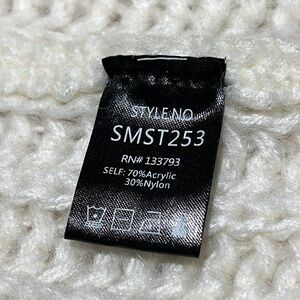 STYLE NO
SMST253
RN# 133793
SELF: 70%Acrylic
30%Nylon